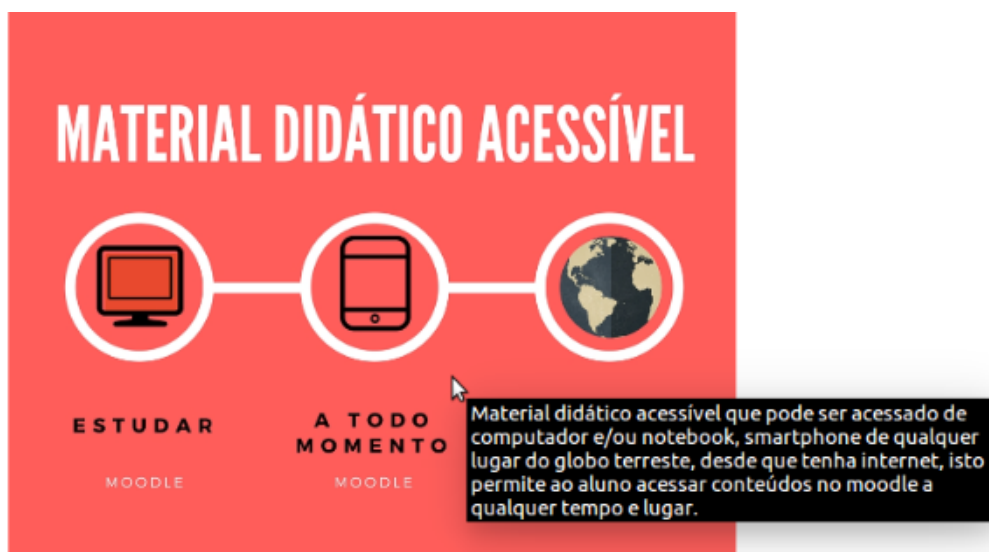 MATERIAL DIDÁTICO ACESSÍVEL
ESTUDAR
MOODLE
A TODO
MOMENTO
MOODLE
Material didático acessível que pode ser acessado de
computador e/ou notebook, smartphone de qualquer
lugar do globo terreste, desde que tenha internet, isto
permite ao aluno acessar conteúdos no moodle a
qualquer tempo e lugar.